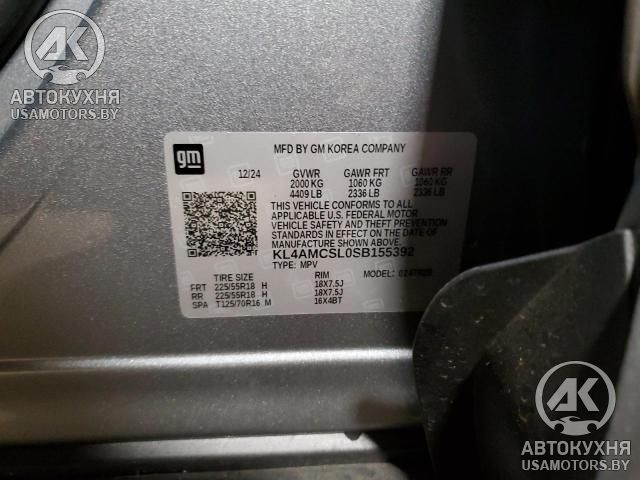 AK
АВТОКУХНЯ
USAMOTORS.BY
gm
MFD BY GM KOREA COMPANY
12/24 GVWR GAWR FRT GAWR RR
2000 KG 1060 KG 1060 KG
4409 LB 2336 LB 2336 LB
THIS VEHICLE CONFORMS TO ALL
APPLICABLE U.S. FEDERAL MOTOR
VEHICLE SAFETY AND THEFT PREVENTION
STANDARDS IN EFFECT ON THE DATE
OF MANUFACTURE SHOWN ABOVE.
KL4AMCSL0SB155392
TYPE: MPV MODEL:
TIRE SIZE RIM
FRT 225/55R18 H 18X7.5J
RR 225/55R18 H 18X7.5J
SPA T125/70R16 M 16X4BT
AK
АВТОКУХНЯ
USAMOTORS.BY